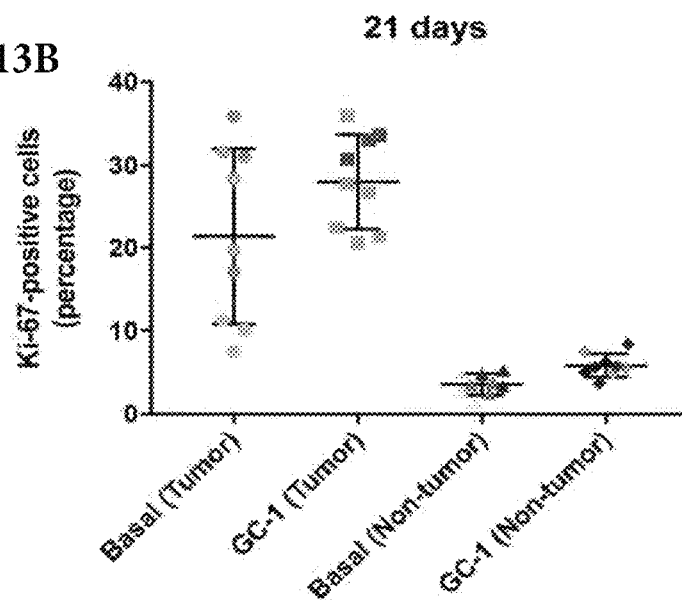 21 days
13B
40
30
20
10
0
Ki-67-positive cells
(percentage)
Basal (Tumor)
GC-1 (Tumor)
Basal (Non-tumor)
GC-1 (Non-tumor)